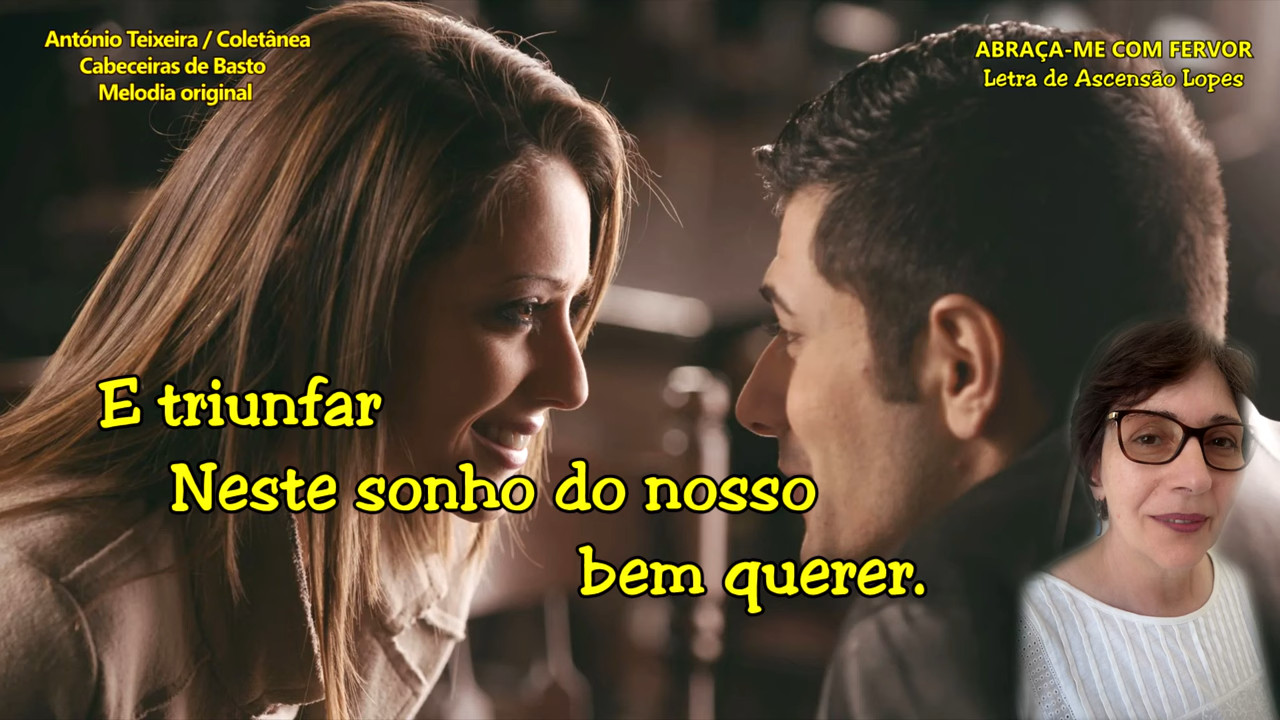 António Teixeira / Coletânea
Cabeceiras de Basto
Melodia original
ABRAÇA-ME COM FERVOR
Letra de Ascensão Lopes
E triunfar
Neste sonho do nosso
bem querer.